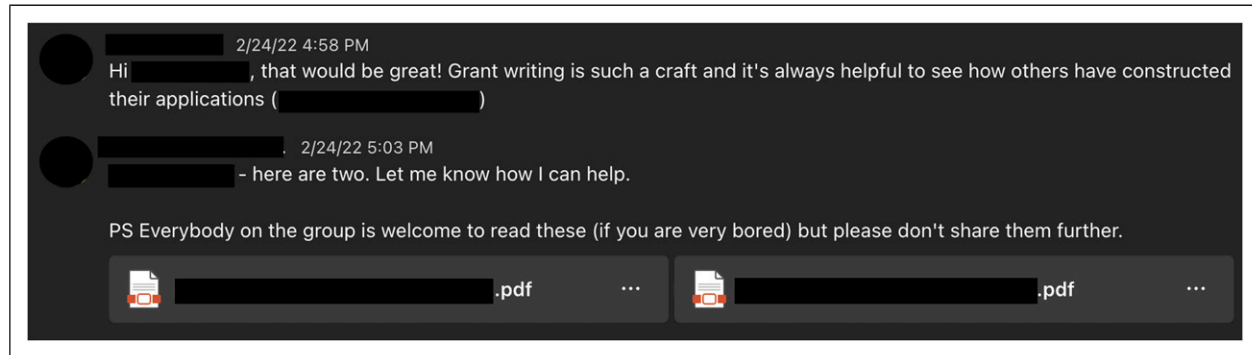 2/24/22 4:58 PM
Hi , that would be great! Grant writing is such a craft and it's always helpful to see how others have constructed
their applications ( )
. 2/24/22 5:03 PM
- here are two. Let me know how I can help.
PS Everybody on the group is welcome to read these (if you are very bored) but please don't share them further.
.pdf ... .pdf ...